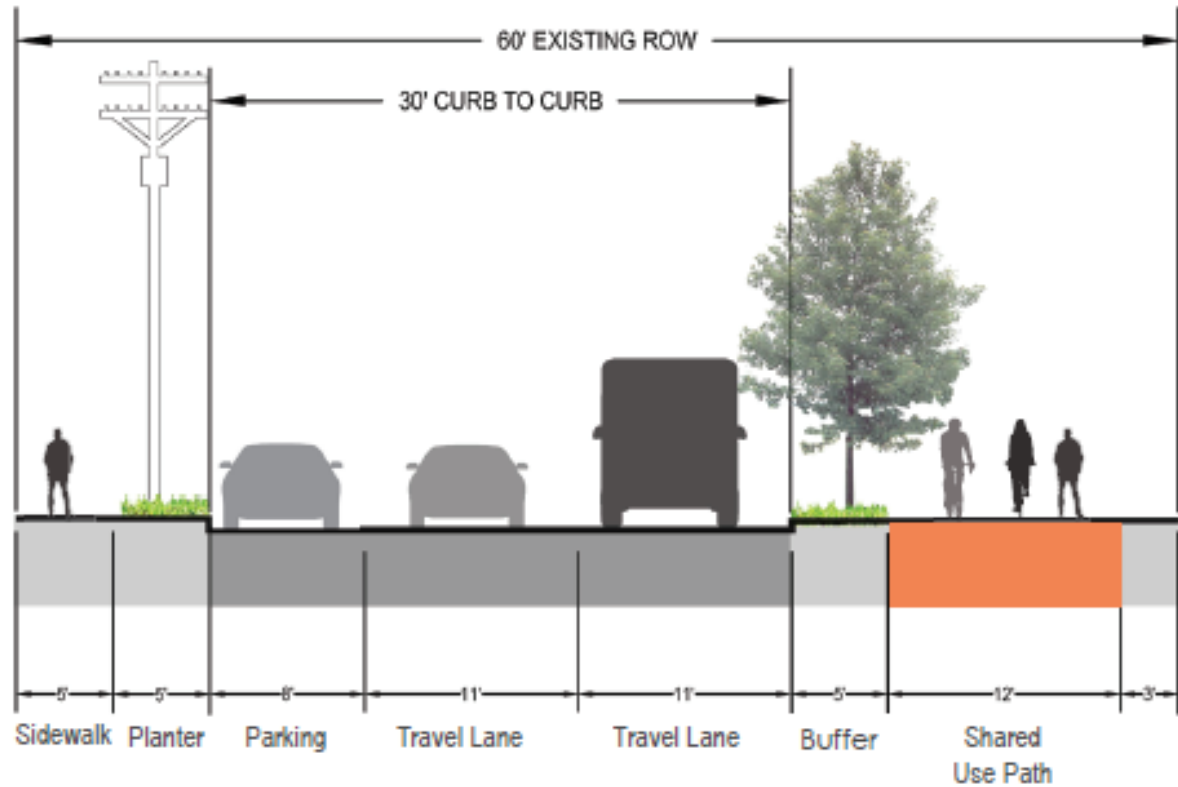 60' EXISTING ROW
30' CURB TO CURB
5' 5' 8' 11' 11' 5' 12' 3'
Sidewalk Planter Parking Travel Lane Travel Lane Buffer Shared
Use Path